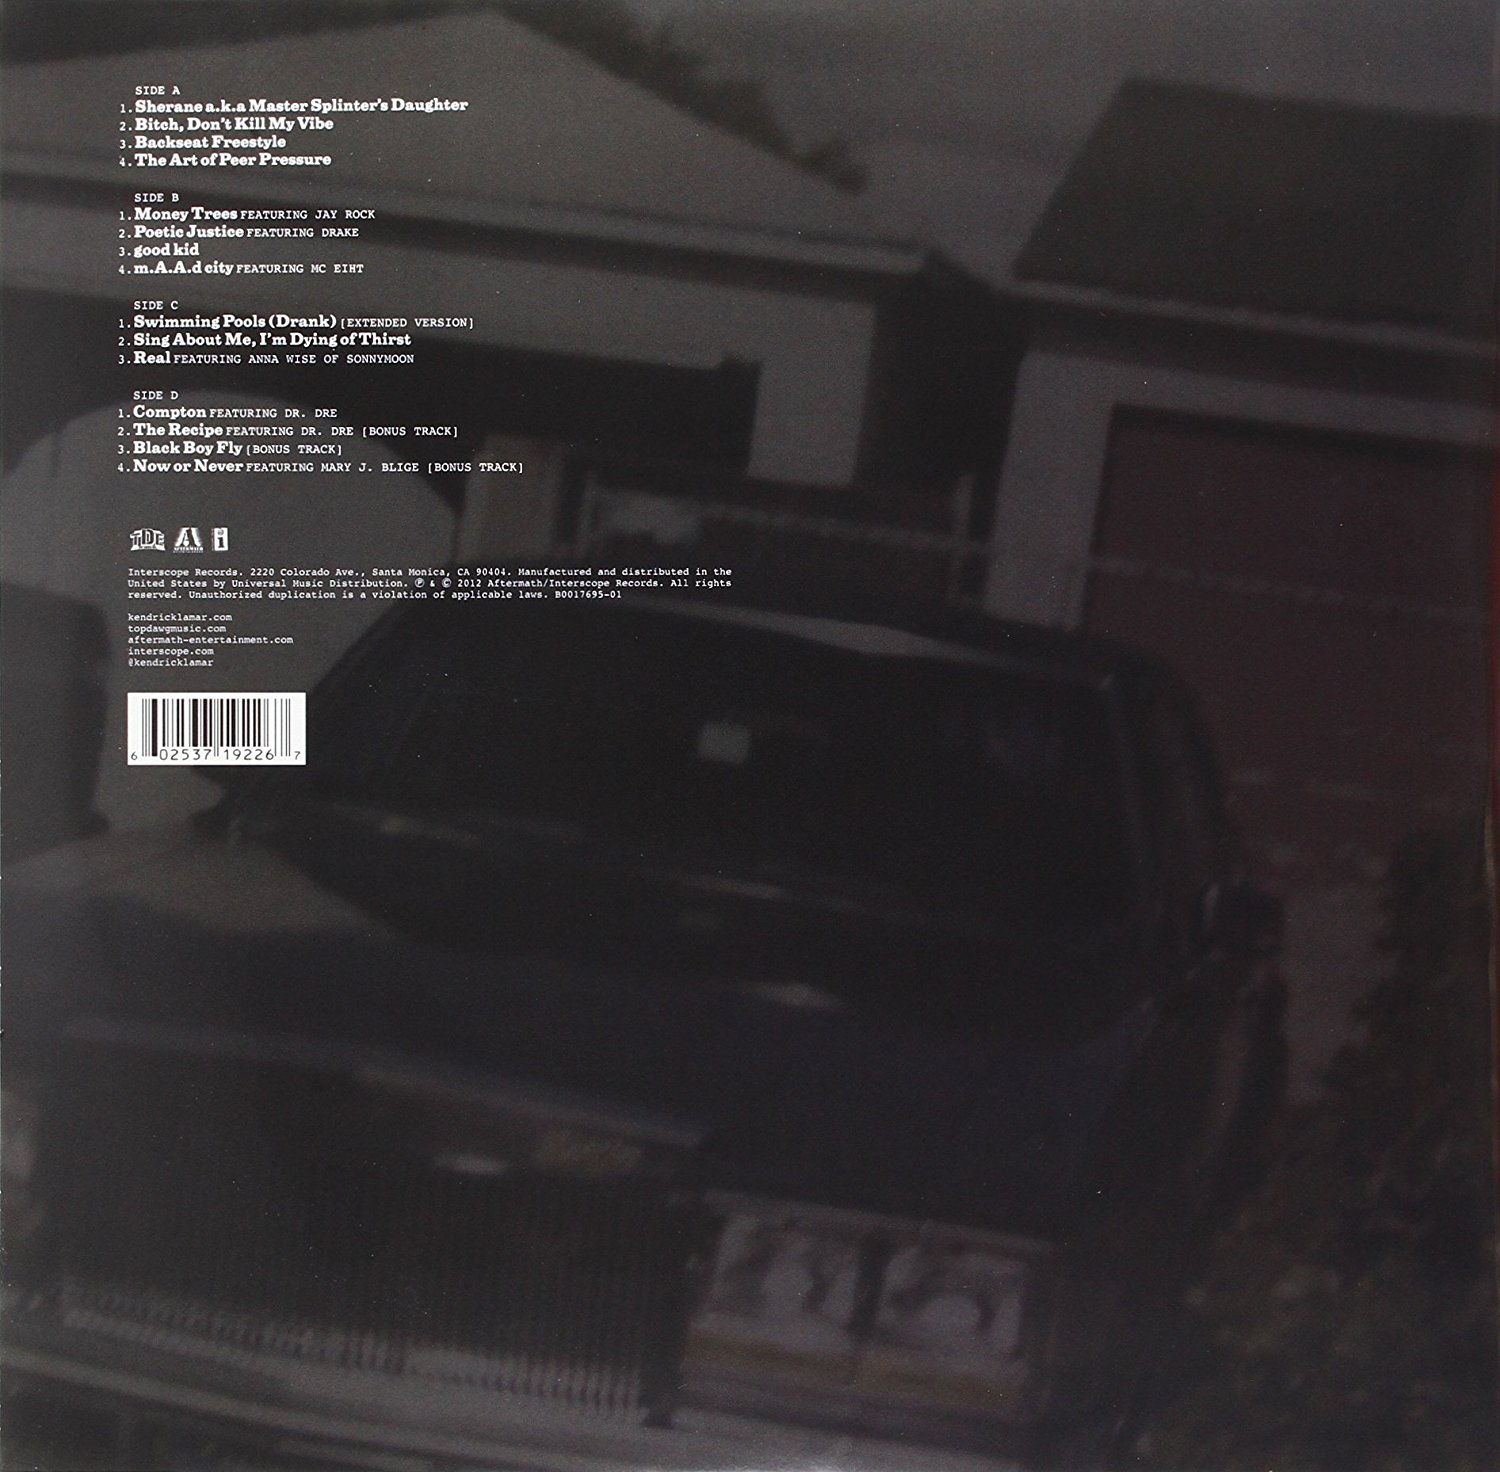 SIDE A
1. Sherane a.k.a Master Splinter's Daughter
2. Bitch, Don't Kill My Vibe
3. Backseat Freestyle
4. The Art of Peer Pressure
SIDE B
1. Money Trees FEATURING JAY ROCK
2. Poetic Justice FEATURING DRAKE
3. good kid
4. m.A.A.d city FEATURING MC EIHT
SIDE C
1. Swimming Pools (Drank) [EXTENDED VERSION]
2. Sing About Me, I'm Dying of Thirst
3. Real FEATURING ANNA WISE OF SONNYMOON
SIDE D
1. Compton FEATURING DR. DRE
2. The Recipe FEATURING DR. DRE [BONUS TRACK]
3. Black Boy Fly [BONUS TRACK]
4. Now or Never FEATURING MARY J. BLIGE [BONUS TRACK]
TDE AFTERMATH i
Interscope Records. 2220 Colorado Ave., Santa Monica, CA 90404. Manufactured and distributed in the
United States by Universal Music Distribution. ℗ & © 2012 Aftermath/Interscope Records. All rights
reserved. Unauthorized duplication is a violation of applicable laws. B0017695-01
kendricklamar.com
topdawgmusic.com
aftermath-entertainment.com
interscope.com
@kendricklamar
6 02537 19226 7